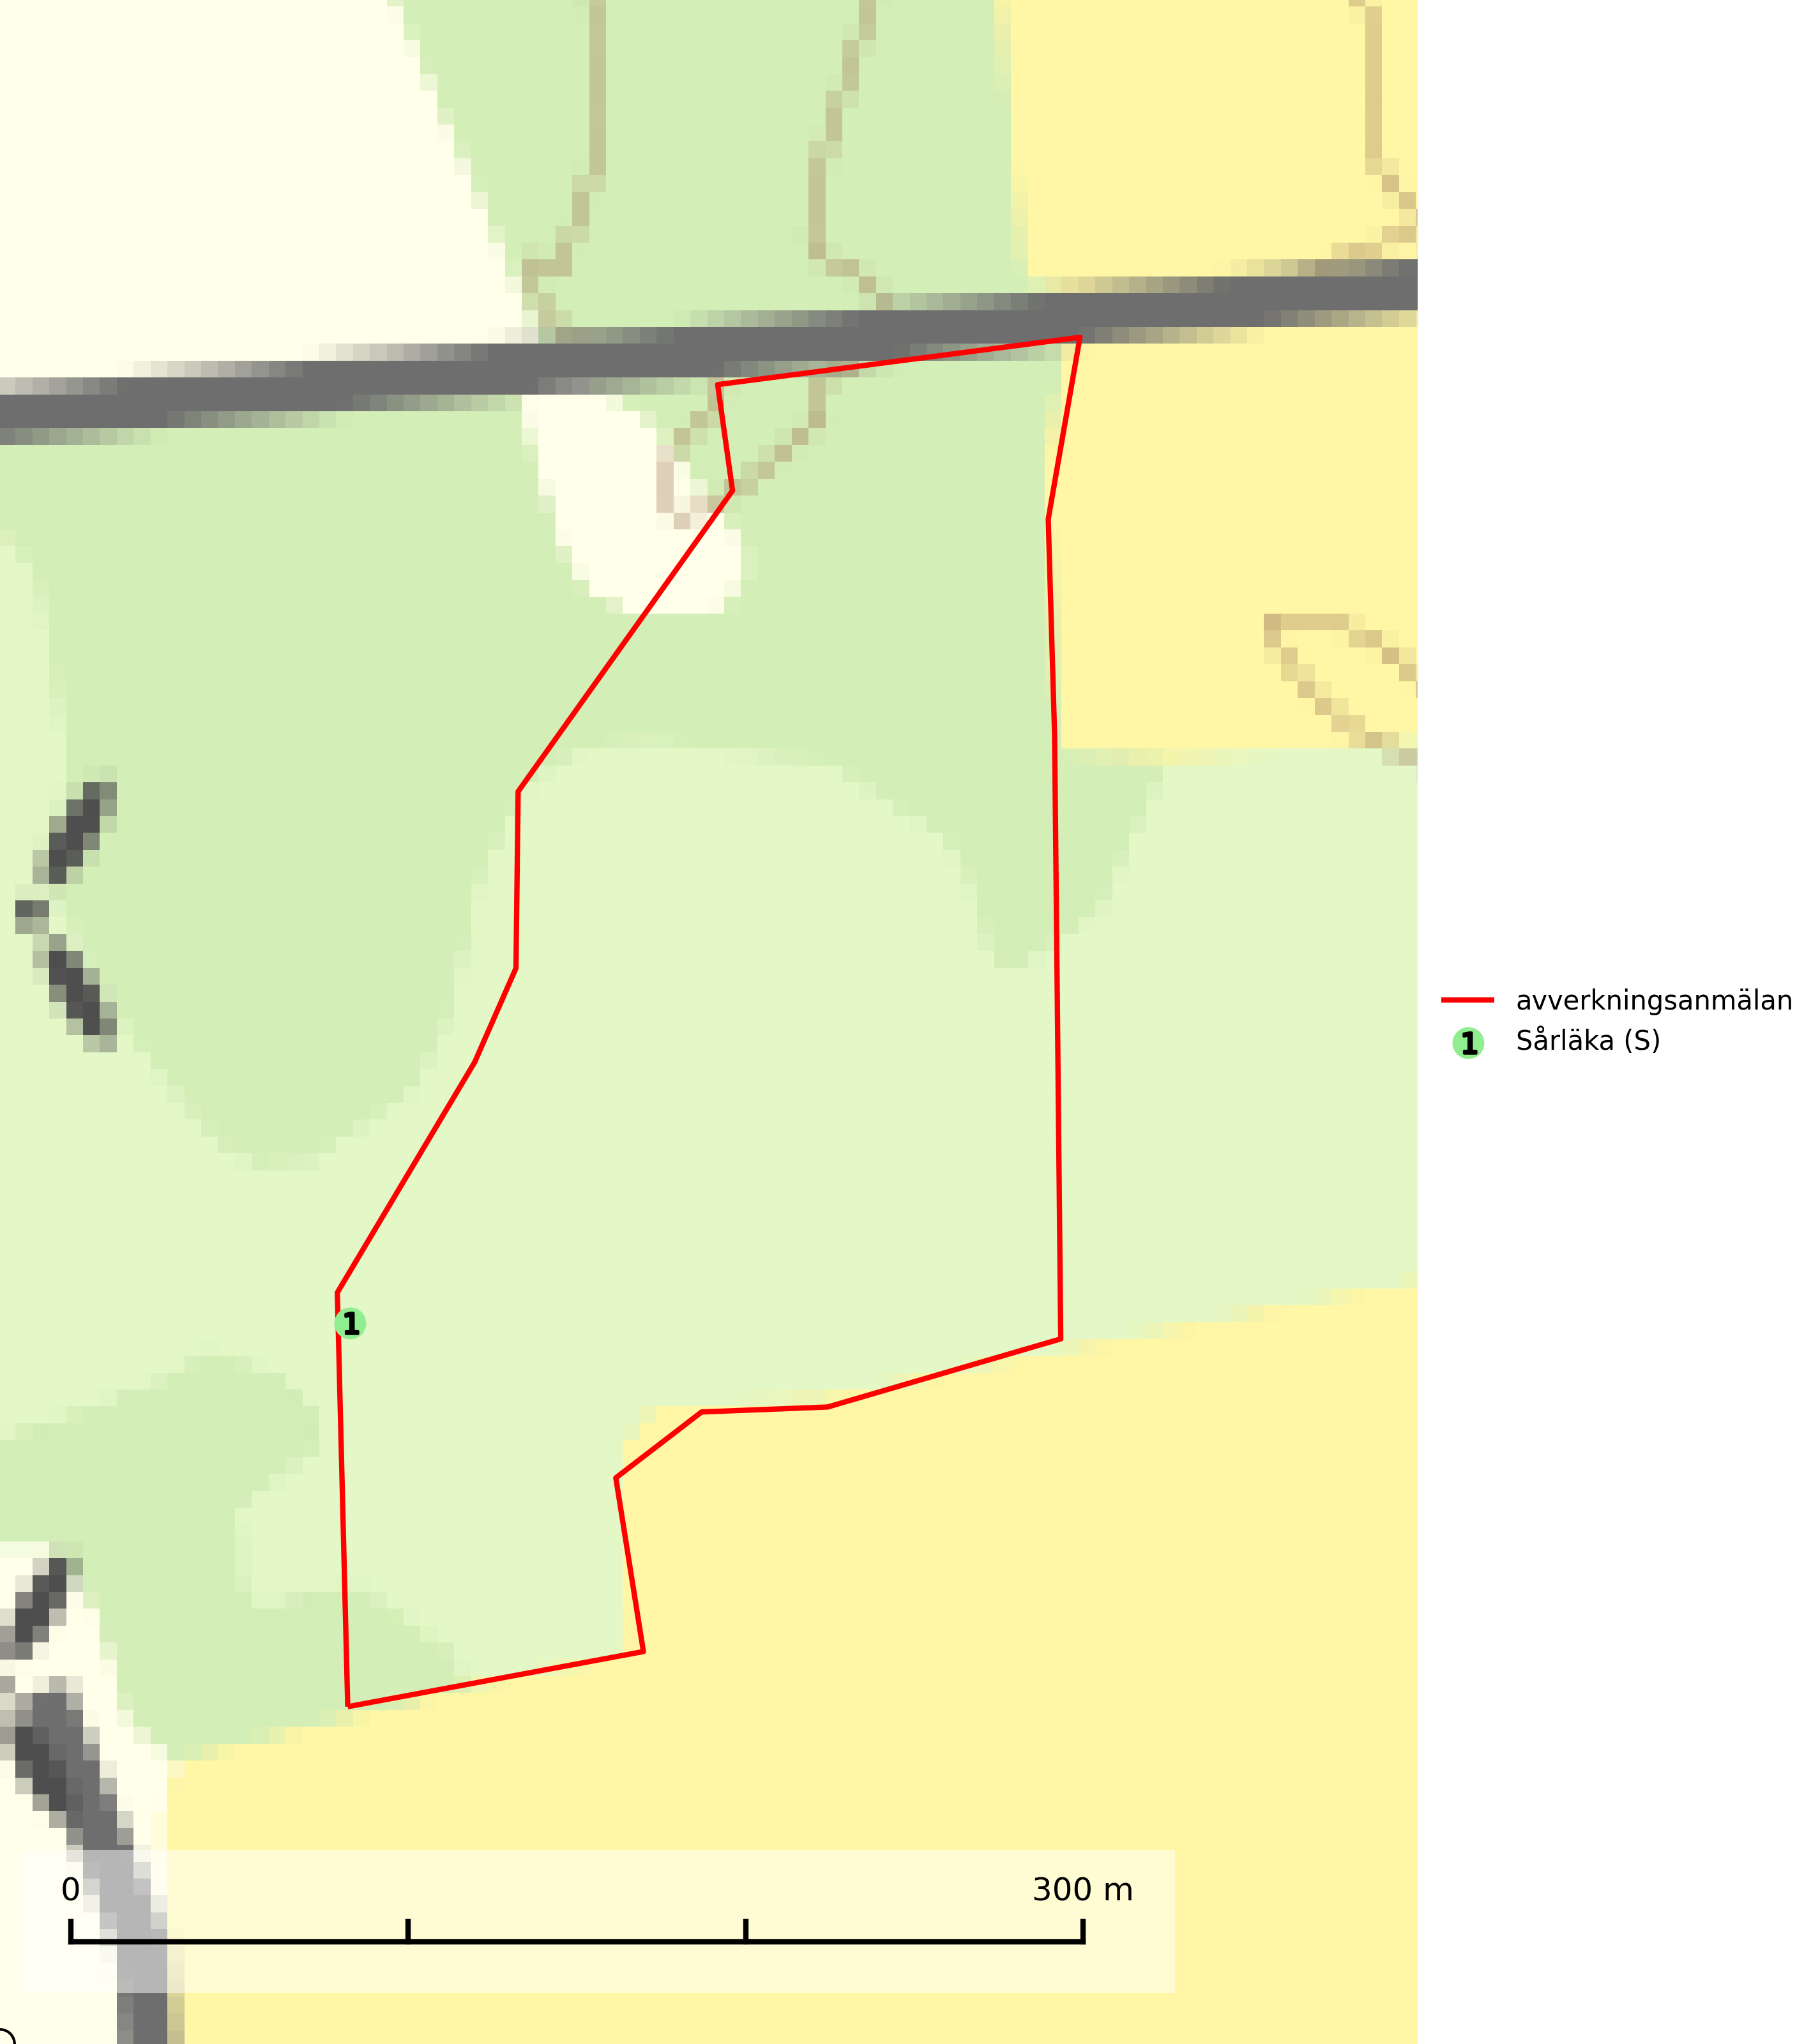 avverkningsanmälan
1 Sårläka (S)
1
0 300 m